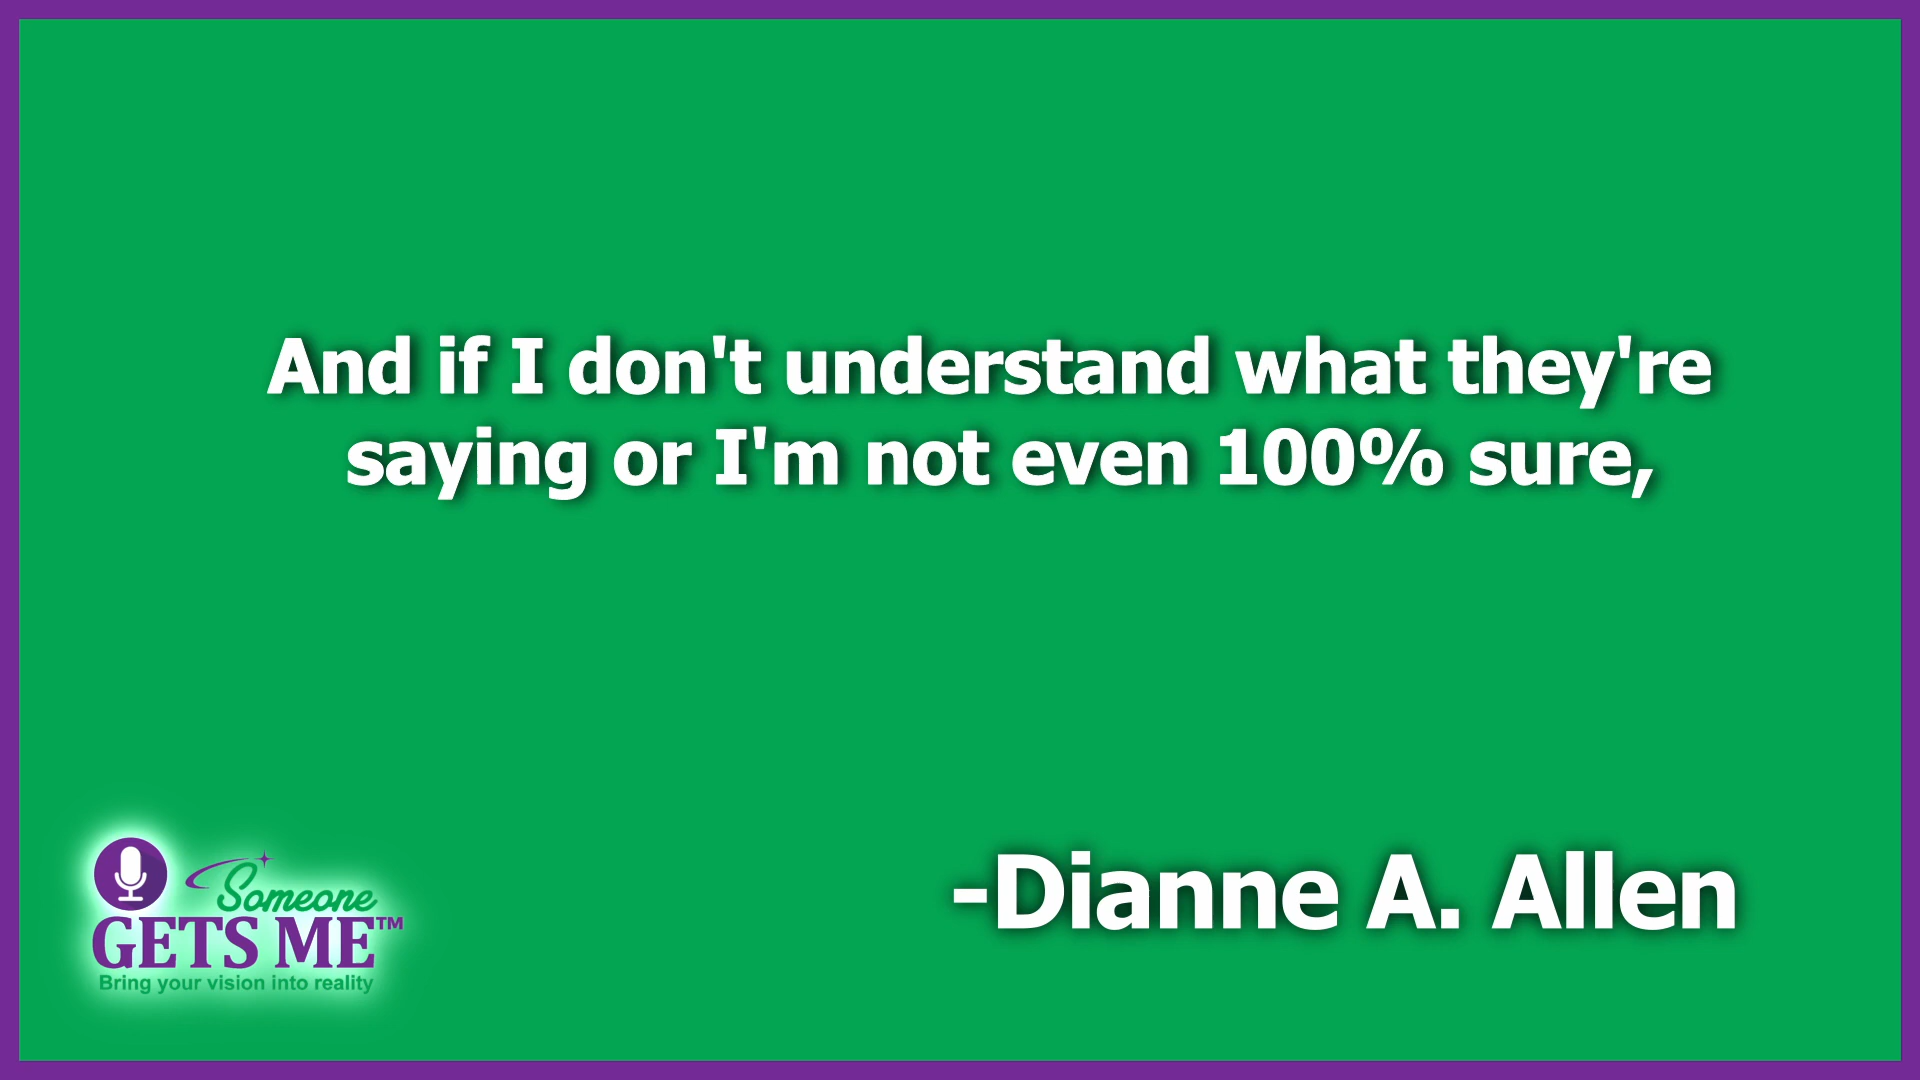 And if I don't understand what they're
saying or I'm not even 100% sure,
-Dianne A. Allen
Someone
GETS ME™
Bring your vision into reality